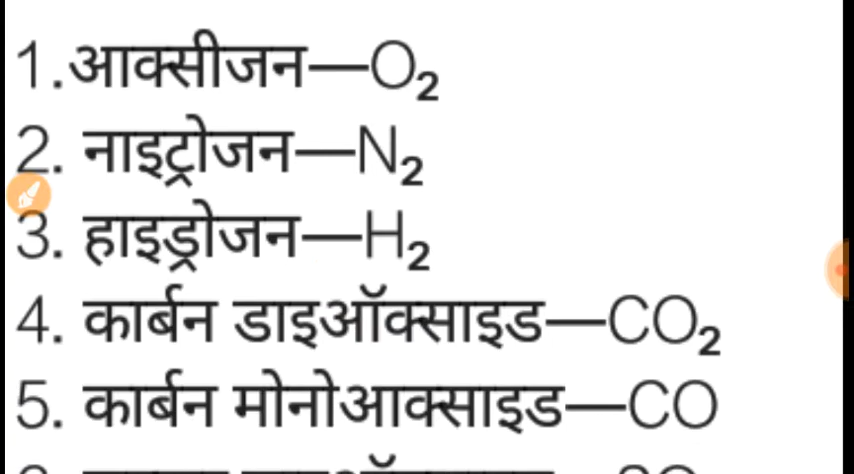 1.आक्सीजन—O₂
2. नाइट्रोजन—N₂
3. हाइड्रोजन—H₂
4. कार्बन डाइऑक्साइड—CO₂
5. कार्बन मोनोआक्साइड—CO